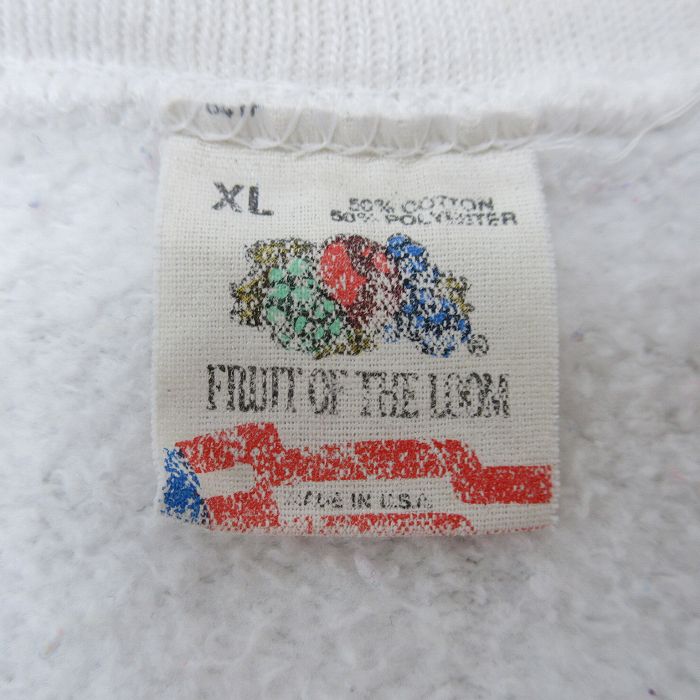 XL
50% COTTON
50% POLYESTER
®
FRUIT OF THE LOOM
MADE IN U.S.A.